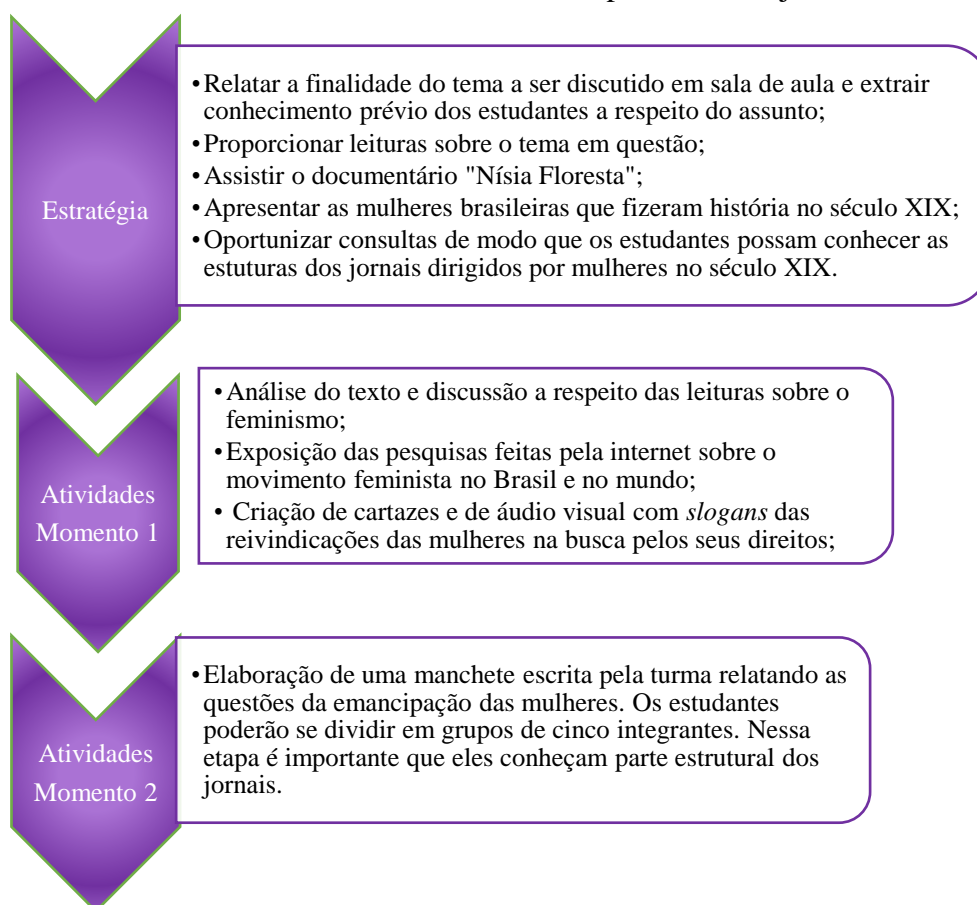 Estratégia
•Relatar a finalidade do tema a ser discutido em sala de aula e extrair
conhecimento prévio dos estudantes a respeito do assunto;
•Proporcionar leituras sobre o tema em questão;
•Assistir o documentário "Nísia Floresta";
•Apresentar as mulheres brasileiras que fizeram história no século XIX;
•Oportunizar consultas de modo que os estudantes possam conhecer as
estuturas dos jornais dirigidos por mulheres no século XIX.
Atividades
Momento 1
•Análise do texto e discussão a respeito das leituras sobre o
feminismo;
•Exposição das pesquisas feitas pela internet sobre o
movimento feminista no Brasil e no mundo;
• Criação de cartazes e de áudio visual com slogans das
reivindicações das mulheres na busca pelos seus direitos;
Atividades
Momento 2
•Elaboração de uma manchete escrita pela turma relatando as
questões da emancipação das mulheres. Os estudantes
poderão se dividir em grupos de cinco integrantes. Nessa
etapa é importante que eles conheçam parte estrutural dos
jornais.